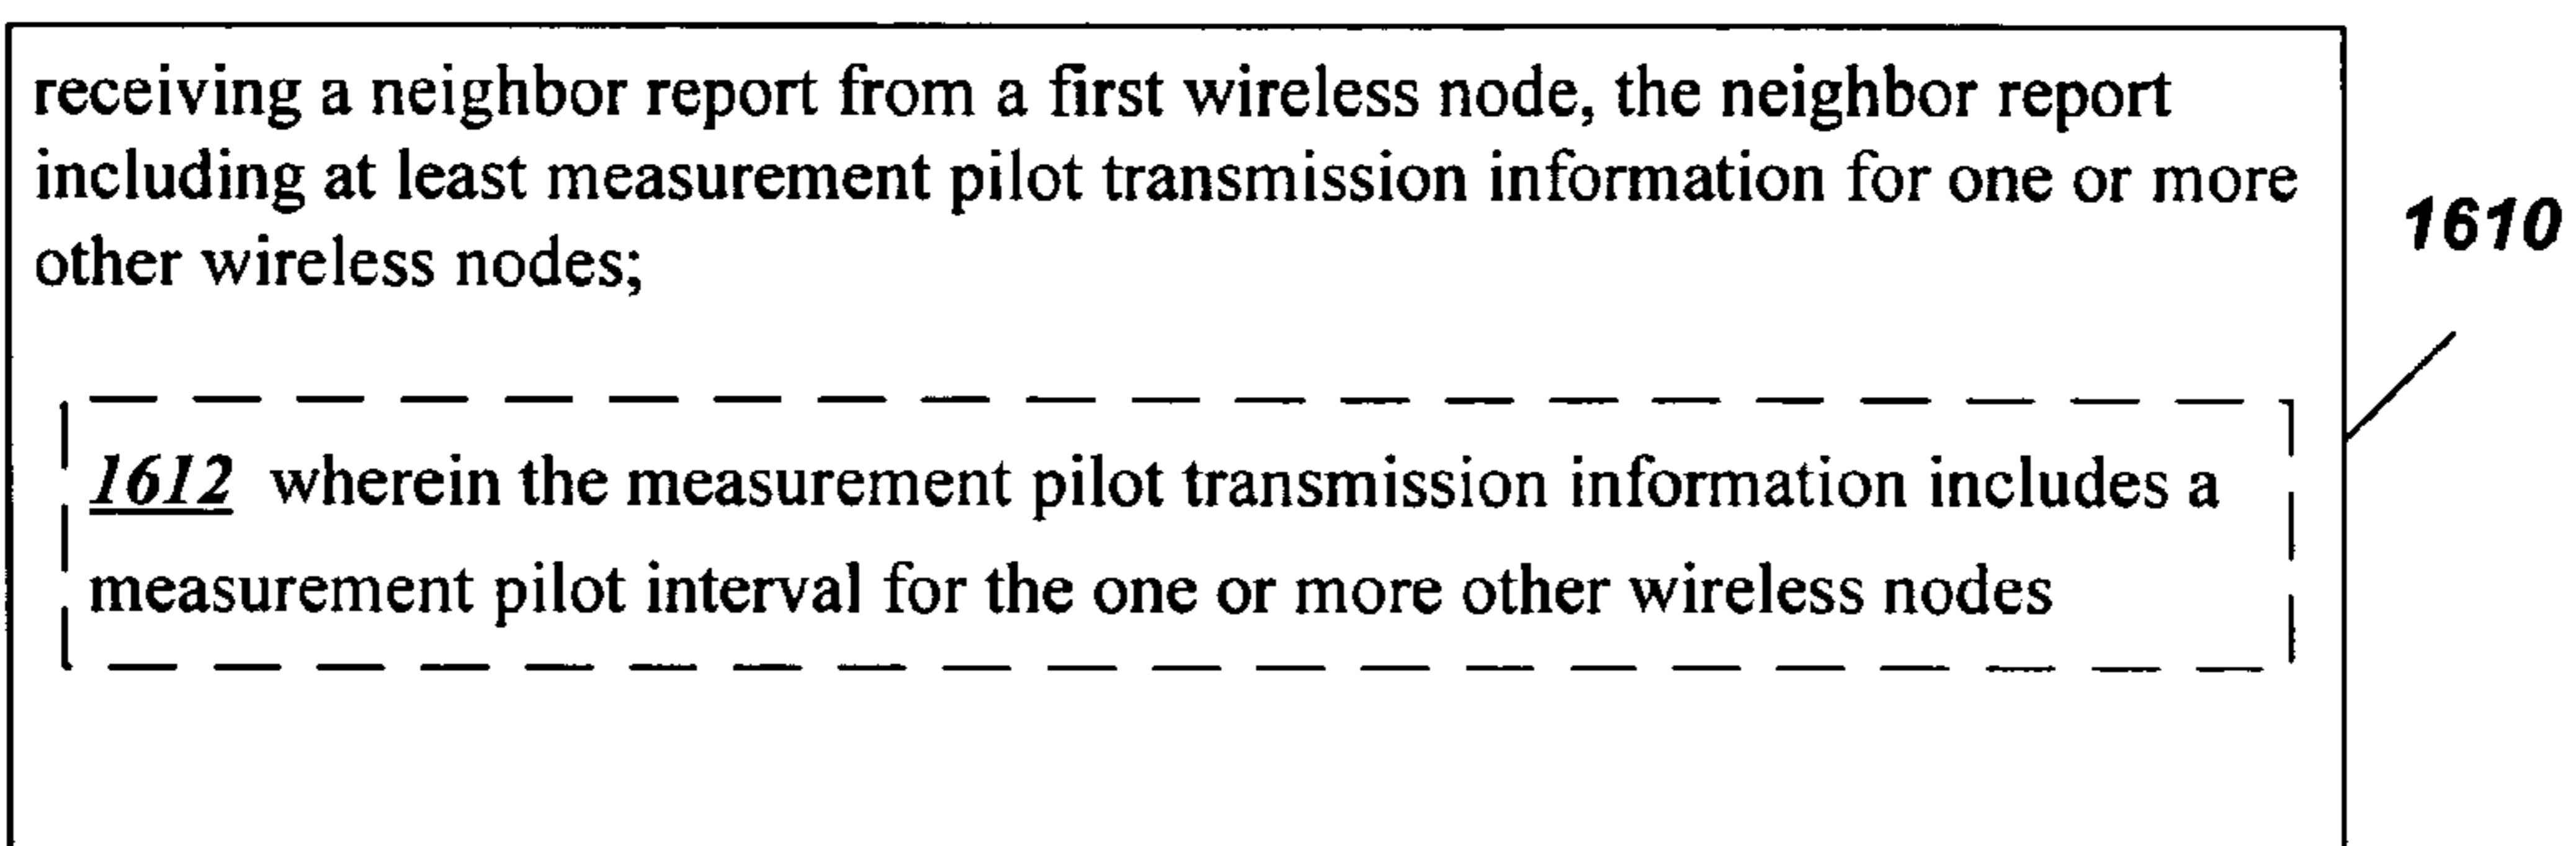 receiving a neighbor report from a first wireless node, the neighbor report
including at least measurement pilot transmission information for one or more
other wireless nodes;
1610
1612 wherein the measurement pilot transmission information includes a
measurement pilot interval for the one or more other wireless nodes